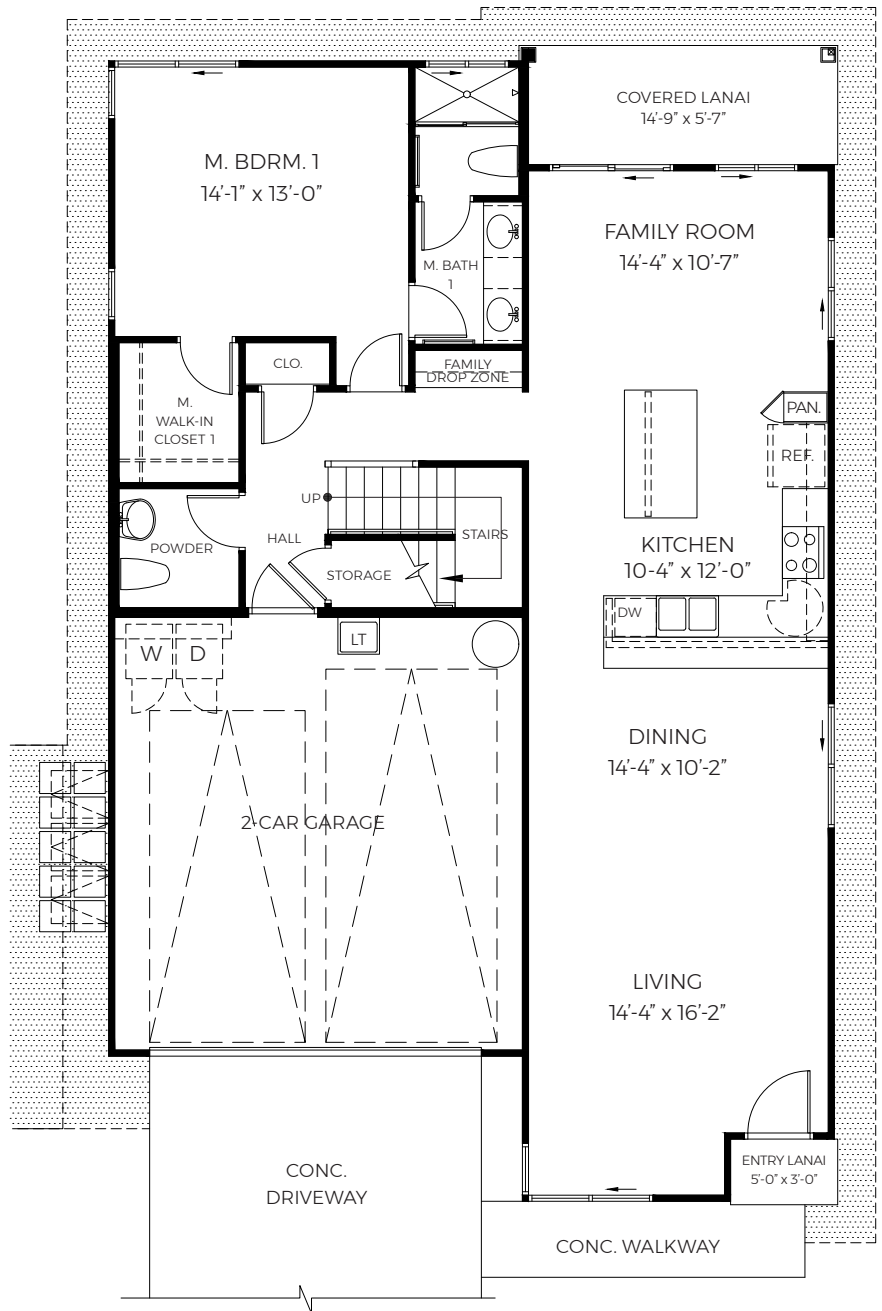 COVERED LANAI
14’-9” x 5’-7”
M. BDRM. 1
14’-1” x 13’-0”
FAMILY ROOM
14’-4” x 10’-7”
M. BATH
1
CLO.
FAMILY
DROP ZONE
M.
WALK-IN
CLOSET 1
PAN.
REF.
UP
HALL
STAIRS
POWDER
STORAGE
KITCHEN
10-4” x 12’-0”
DW
W
D
LT
DINING
14’-4” x 10’-2”
2-CAR GARAGE
LIVING
14’-4” x 16’-2”
ENTRY LANAI
5’-0” x 3’-0”
CONC.
DRIVEWAY
CONC. WALKWAY